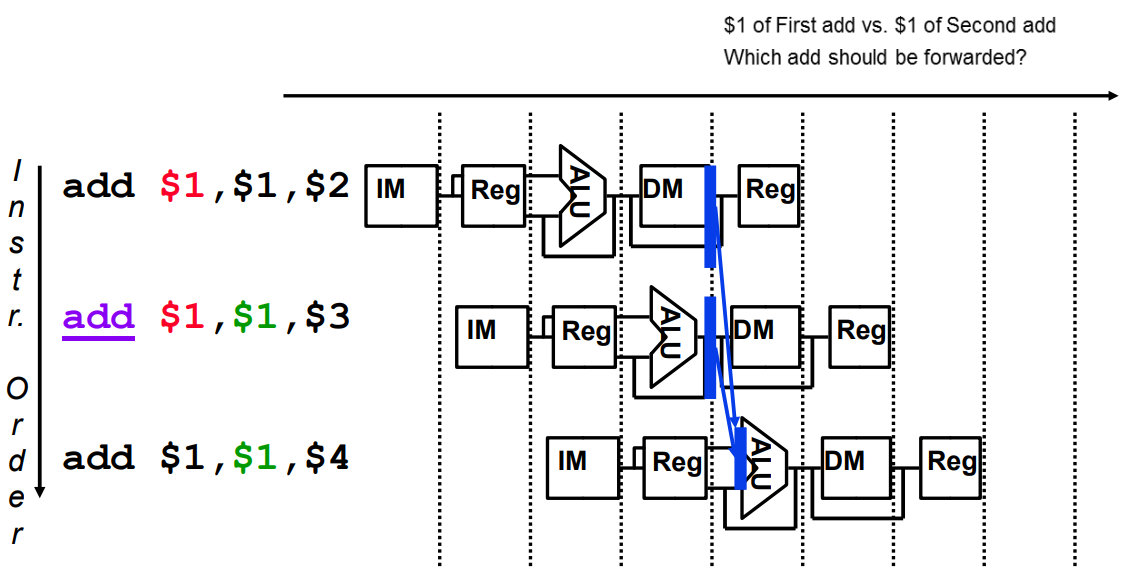 $1 of First add vs. $1 of Second add
Which add should be forwarded?
Instr. Order
add $1,$1,$2
IM Reg ALU DM Reg
add $1,$1,$3
IM Reg ALU DM Reg
add $1,$1,$4
IM Reg ALU DM Reg